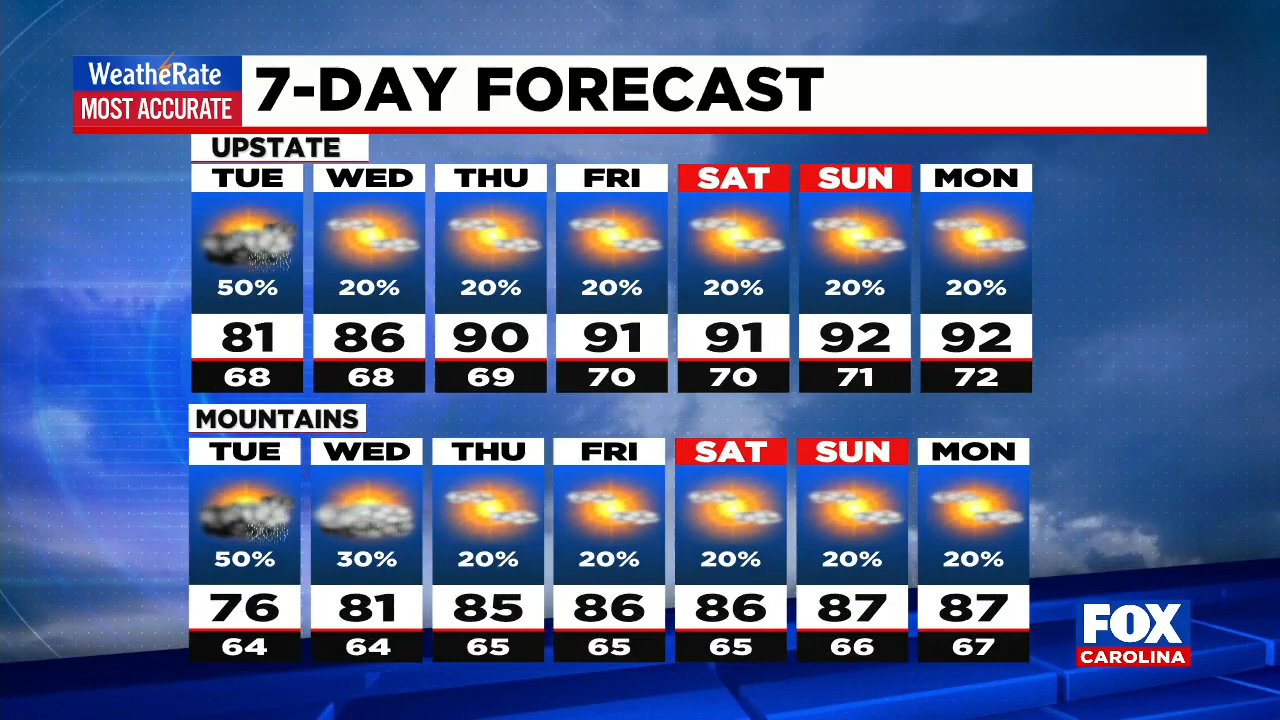 WeatheRate
MOST ACCURATE
7-DAY FORECAST
UPSTATE
TUE WED THU FRI SAT SUN MON
50% 20% 20% 20% 20% 20% 20%
81 86 90 91 91 92 92
68 68 69 70 70 71 72
MOUNTAINS
TUE WED THU FRI SAT SUN MON
50% 30% 20% 20% 20% 20% 20%
76 81 85 86 86 87 87
64 64 65 65 65 66 67
FOX
CAROLINA